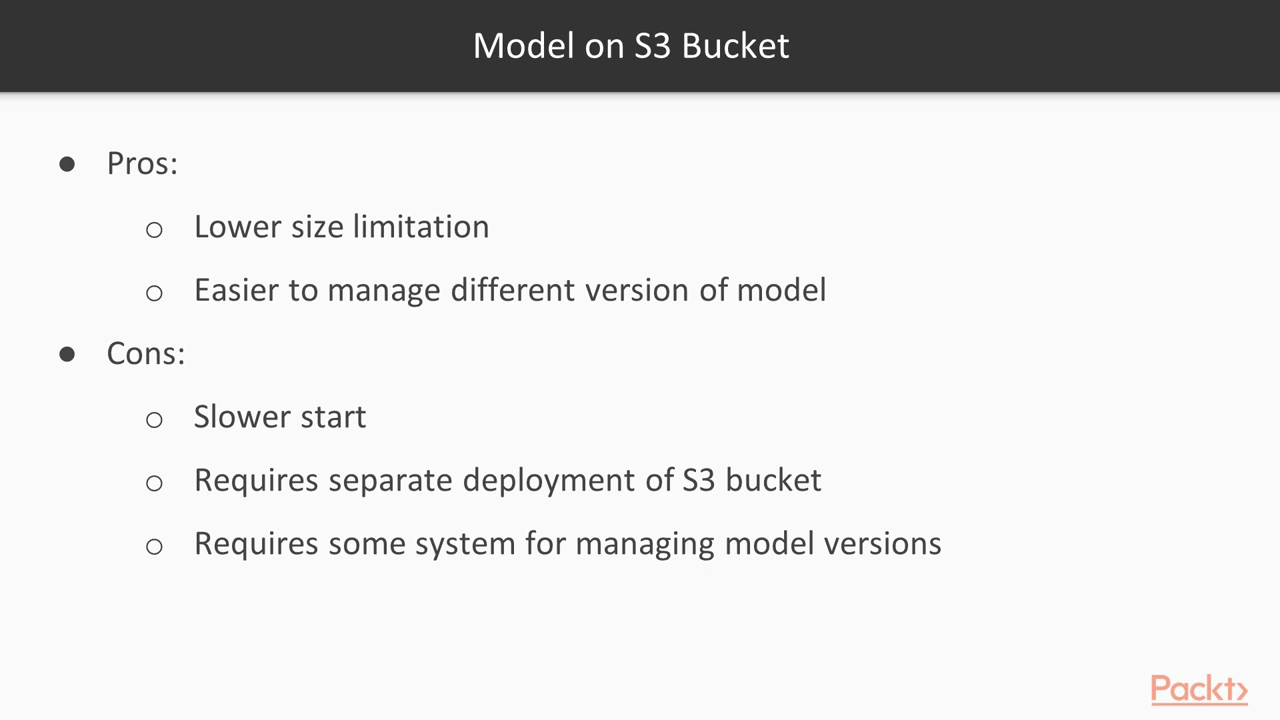 Model on S3 Bucket
● Pros:
○ Lower size limitation
○ Easier to manage different version of model
● Cons:
○ Slower start
○ Requires separate deployment of S3 bucket
○ Requires some system for managing model versions
Packt>